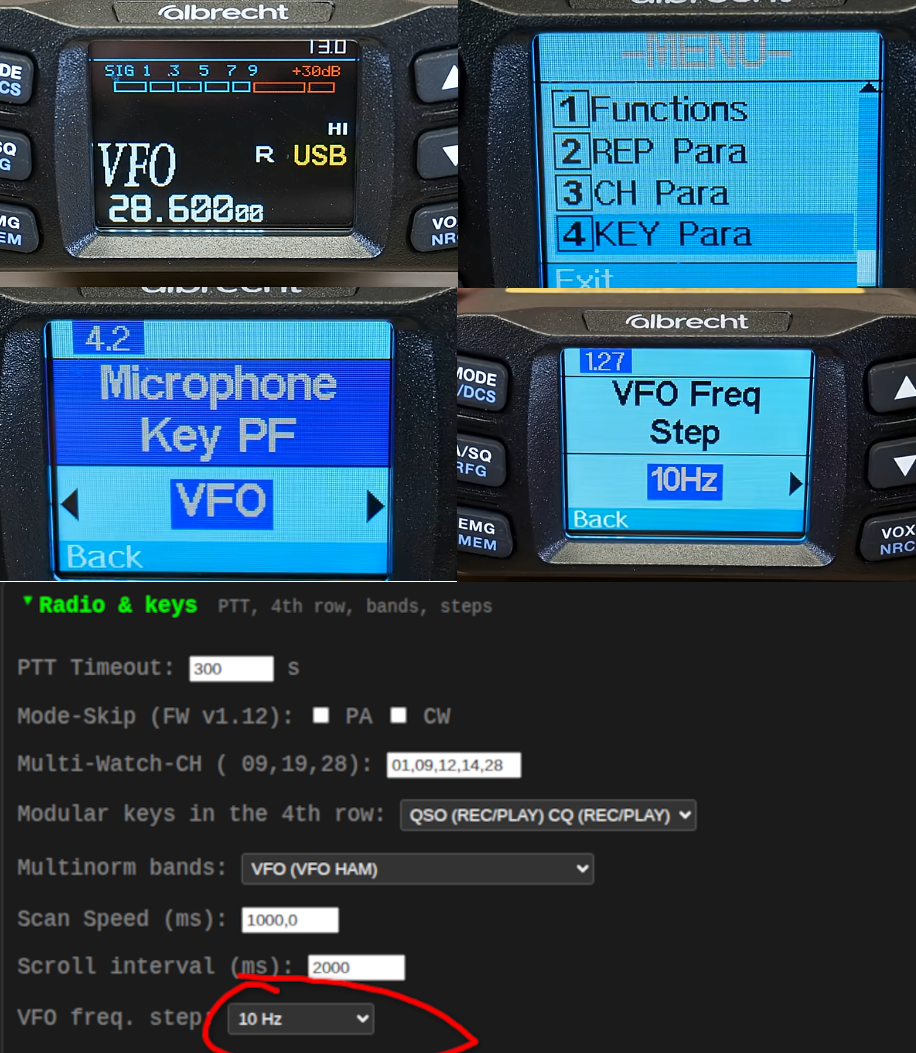 albrecht
13.0
SIG 1 .3 5 7 9 +30dB
HI
VFO R USB
28.60000
VO
NR
albrecht
-MENU-
1 Functions
2 REP Para
3 CH Para
4 KEY Para
Exit
albrecht
4.2
Microphone
Key PF
VFO
Back
albrecht
1.27
VFO Freq
Step
10Hz
Back
MODE
/DCS
A/SQ
RFG
EMG
MEM
VOX
NRC
Radio & keys PTT, 4th row, bands, steps
PTT Timeout: 300 s
Mode-Skip (FW v1.12): PA CW
Multi-Watch-CH ( 09,19,28): 01,09,12,14,28
Modular keys in the 4th row: QSO (REC/PLAY) CQ (REC/PLAY)
Multinorm bands: VFO (VFO HAM)
Scan Speed (ms): 1000,0
Scroll interval (ms): 2000
VFO freq. step: 10 Hz